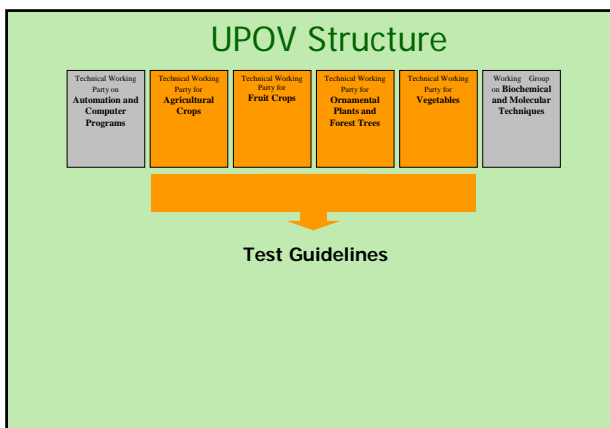 UPOV Structure
Technical Working
Party on
Automation and
Computer
Programs
Technical Working
Party for
Agricultural
Crops
Technical Working
Party for
Fruit Crops
Technical Working
Party for
Ornamental
Plants and
Forest Trees
Technical Working
Party for
Vegetables
Working Group
on Biochemical
and Molecular
Techniques
Test Guidelines